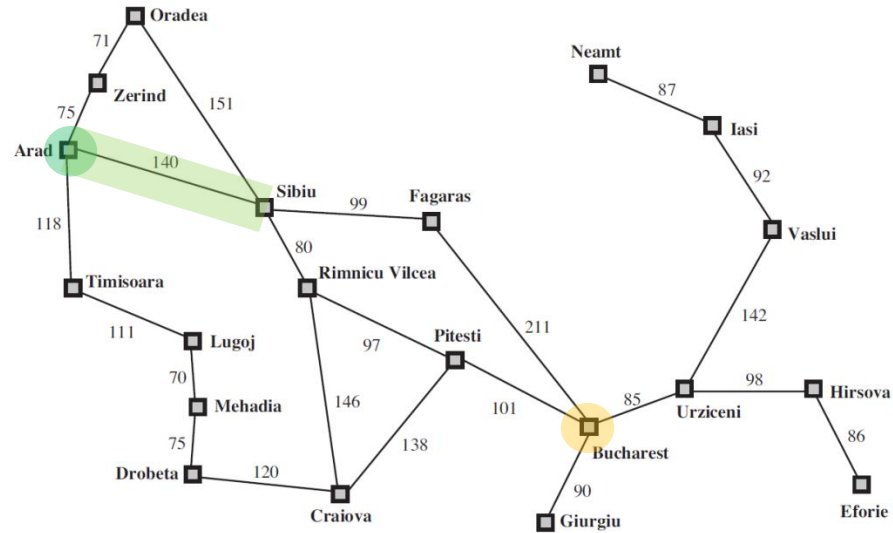 Oradea
71
Neamt
Zerind
87
151
75
Iasi
Arad
140
92
Sibiu
Fagaras
99
118
Vaslui
80
Timisoara
Rimnicu Vilcea
142
111
Lugoj
Pitesti
211
97
70
98
Hirsova
146
85
Mehadia
101
Urziceni
138
86
75
Bucharest
Drobeta
120
90
Craiova
Giurgiu
Eforie